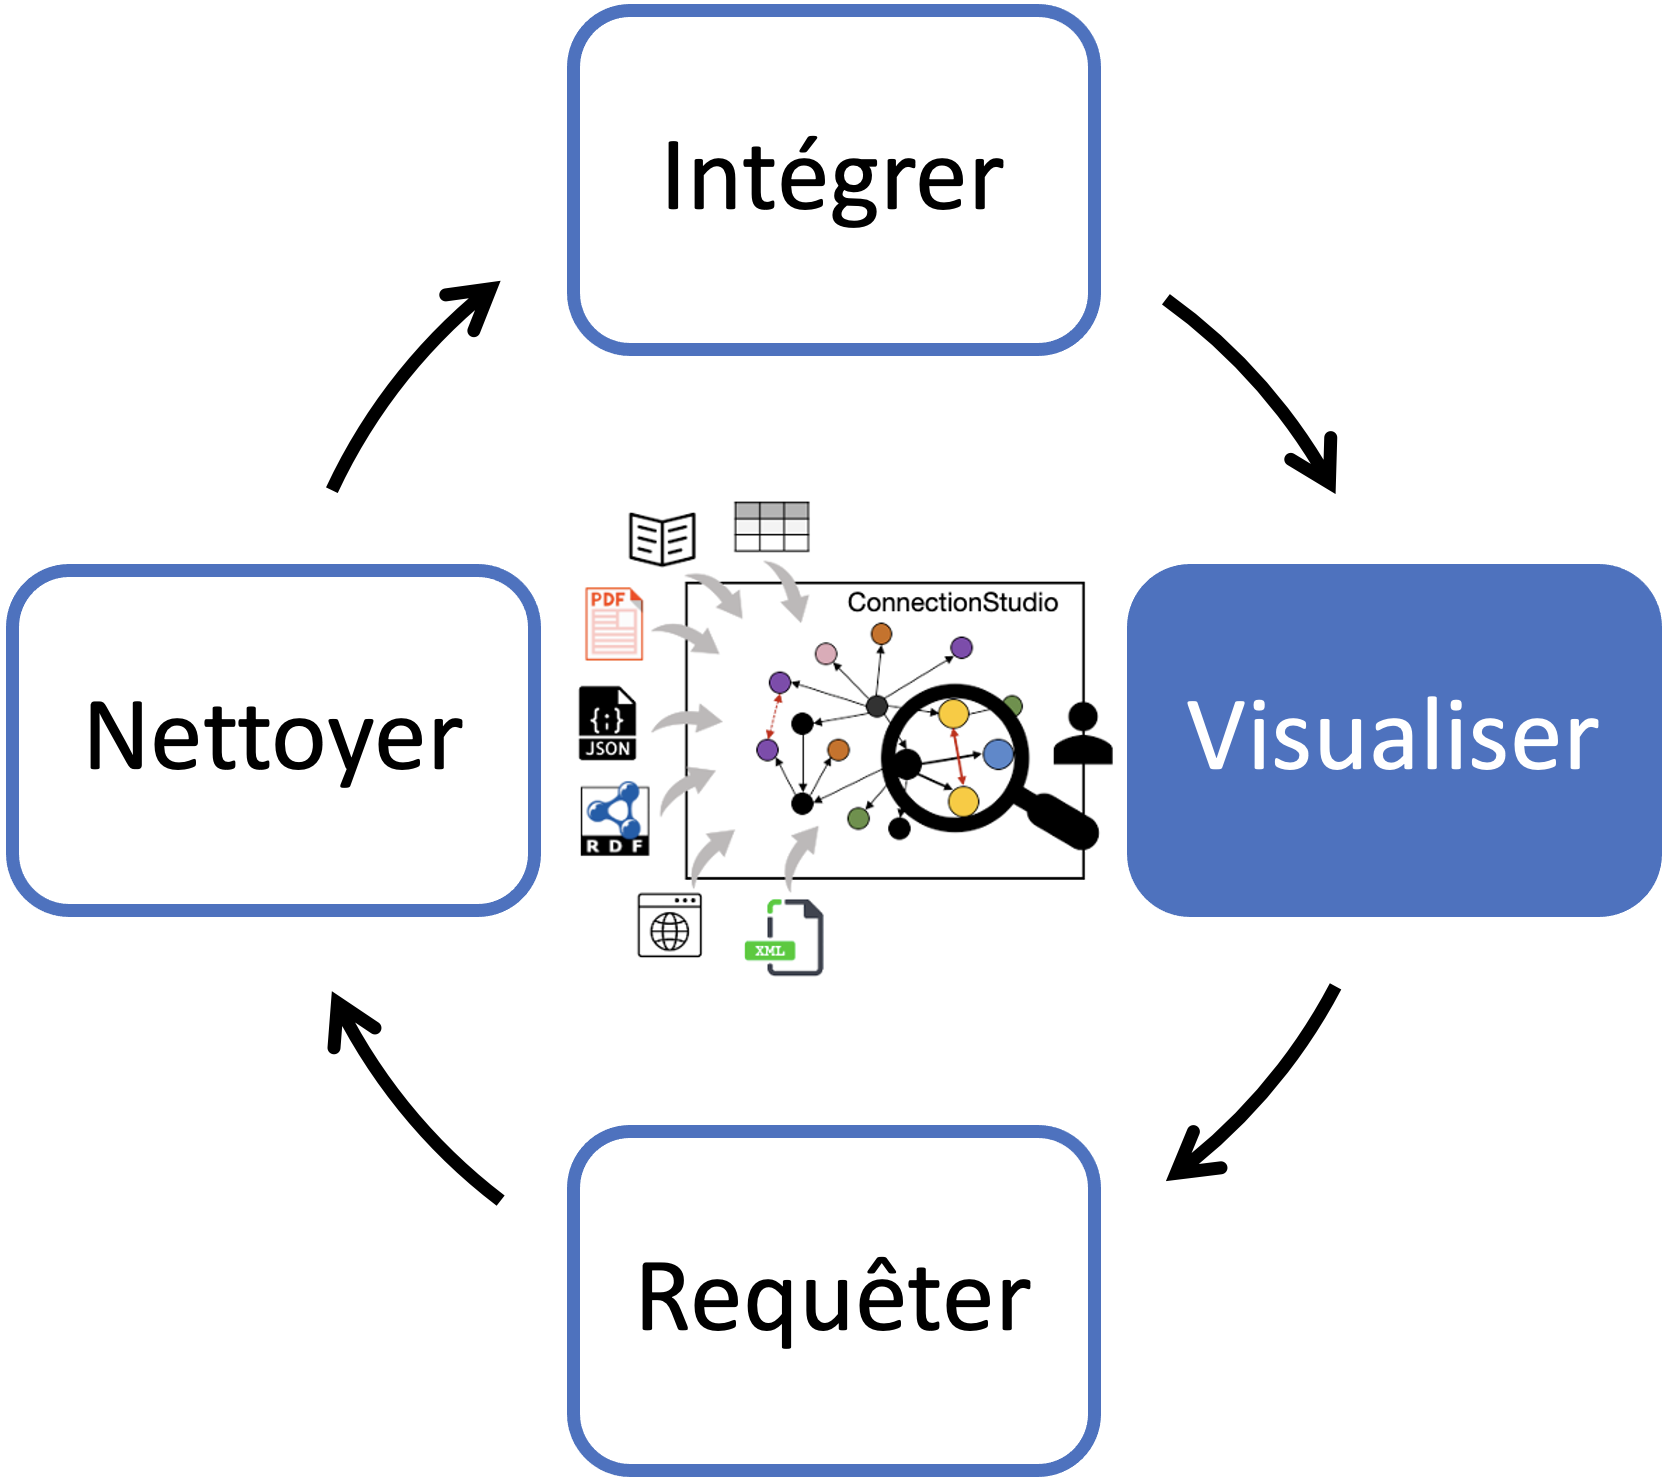 Intégrer
Nettoyer
ConnectionStudio
PDF
{;}
JSON
RDF
XML
Visualiser
Requêter